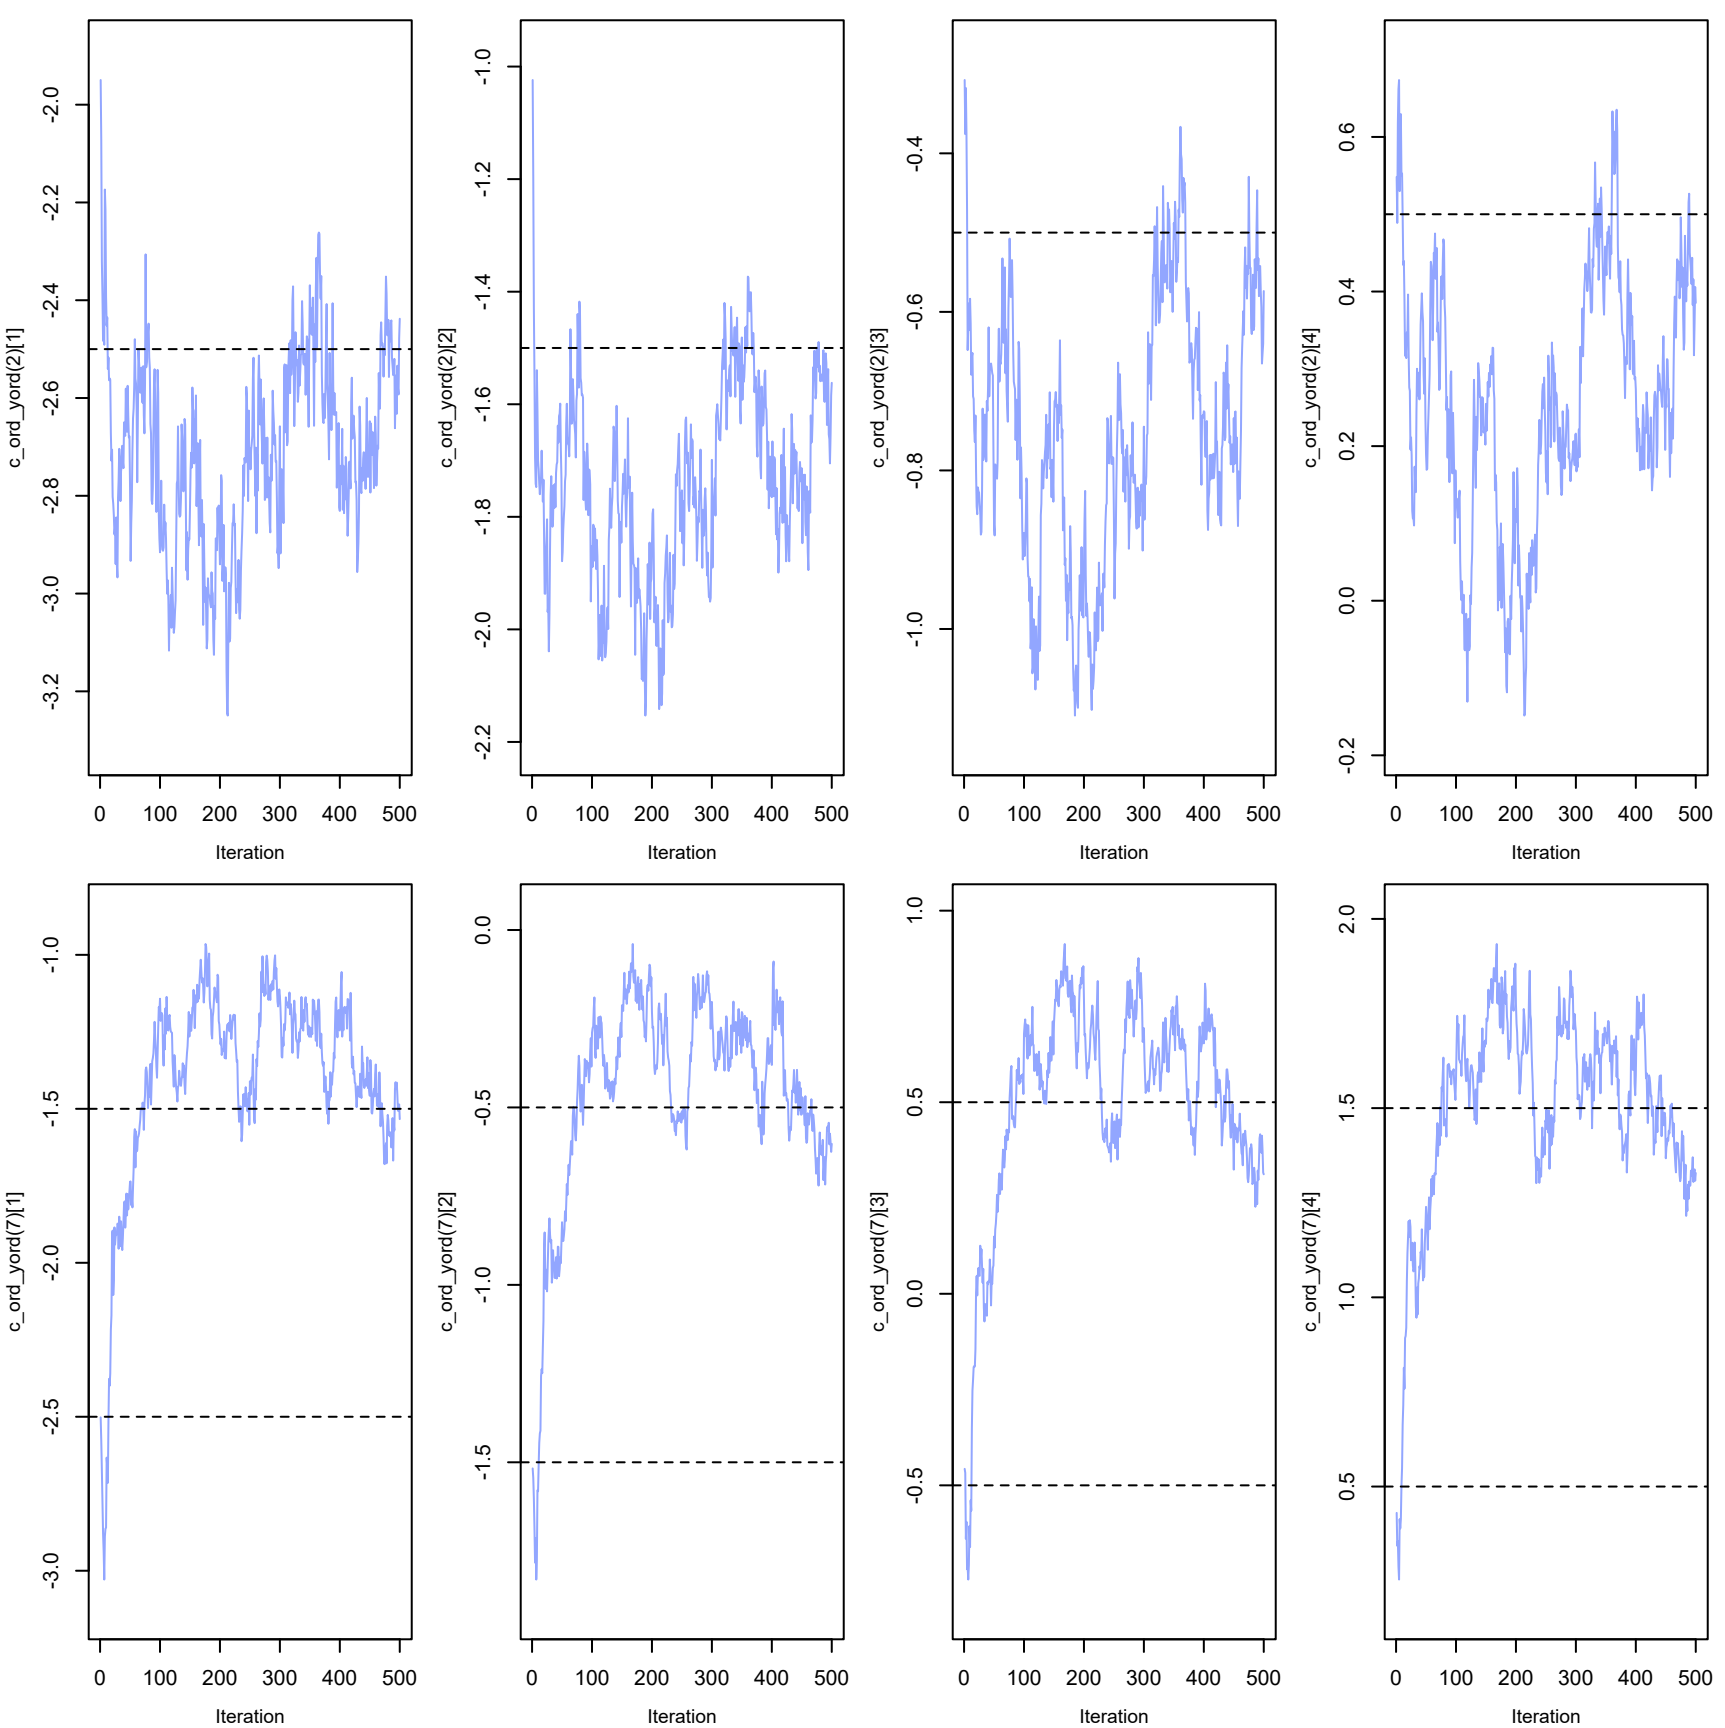 c_ord_yord(2)[1]
-2.0
-2.2
-2.4
-2.6
-2.8
-3.0
-3.2
0 100 200 300 400 500
Iteration
c_ord_yord(2)[2]
-1.0
-1.2
-1.4
-1.6
-1.8
-2.0
-2.2
0 100 200 300 400 500
Iteration
c_ord_yord(2)[3]
-0.4
-0.6
-0.8
-1.0
0 100 200 300 400 500
Iteration
c_ord_yord(2)[4]
0.6
0.4
0.2
0.0
-0.2
0 100 200 300 400 500
Iteration
c_ord_yord(7)[1]
-1.0
-1.5
-2.0
-2.5
-3.0
0 100 200 300 400 500
Iteration
c_ord_yord(7)[2]
0.0
-0.5
-1.0
-1.5
0 100 200 300 400 500
Iteration
c_ord_yord(7)[3]
1.0
0.5
0.0
-0.5
0 100 200 300 400 500
Iteration
c_ord_yord(7)[4]
2.0
1.5
1.0
0.5
0 100 200 300 400 500
Iteration